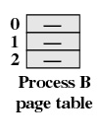 0 —
1 —
2 —
Process B
page table